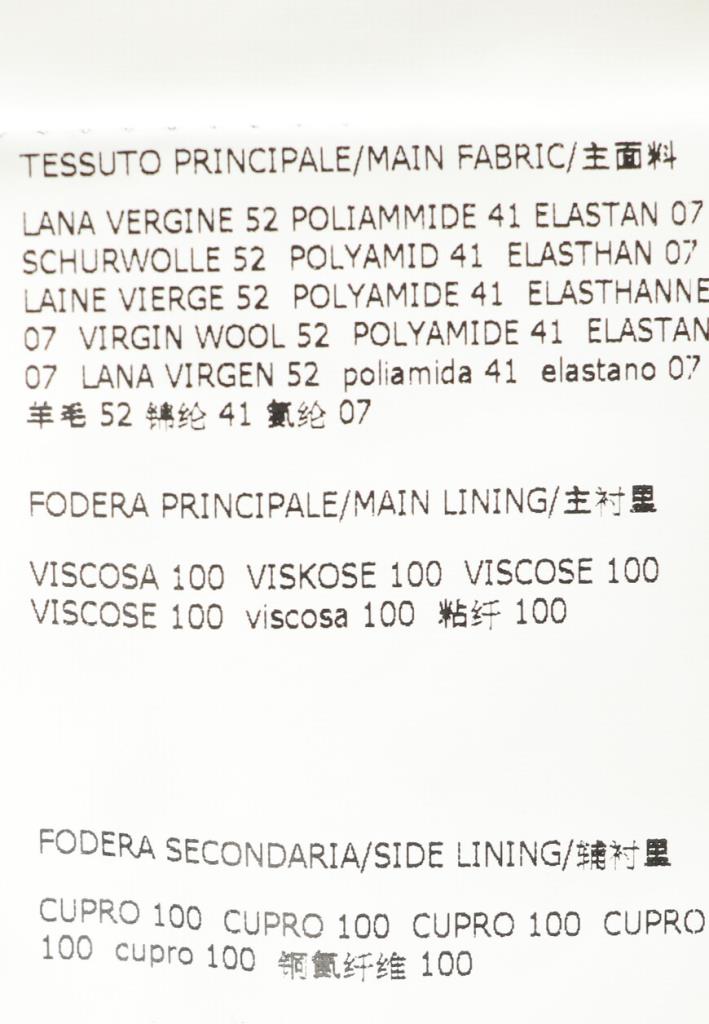 TESSUTO PRINCIPALE/MAIN FABRIC/主面料
LANA VERGINE 52 POLIAMMIDE 41 ELASTAN 07
SCHURWOLLE 52 POLYAMID 41 ELASTHAN 07
LAINE VIERGE 52 POLYAMIDE 41 ELASTHANNE
07 VIRGIN WOOL 52 POLYAMIDE 41 ELASTAN
07 LANA VIRGEN 52 poliamida 41 elastano 07
羊毛 52 锦纶 41 氨纶 07
FODERA PRINCIPALE/MAIN LINING/主衬里
VISCOSA 100 VISKOSE 100 VISCOSE 100
VISCOSE 100 viscosa 100 粘纤 100
FODERA SECONDARIA/SIDE LINING/辅衬里
CUPRO 100 CUPRO 100 CUPRO 100 CUPRO
100 cupro 100 铜氨纤维 100